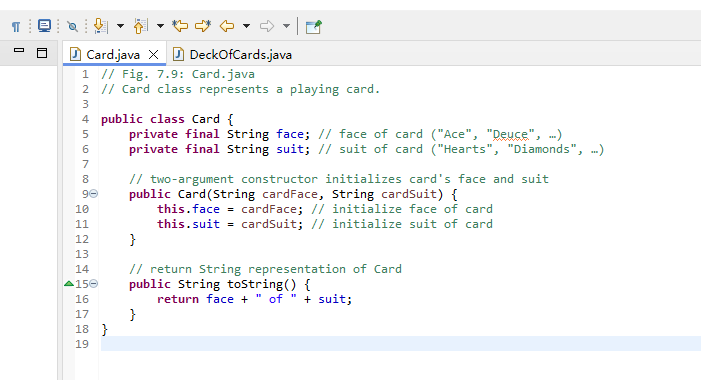 Card.java
DeckOfCards.java
1 // Fig. 7.9: Card.java
2 // Card class represents a playing card.
3
4 public class Card {
5     private final String face; // face of card ("Ace", "Deuce", …)
6     private final String suit; // suit of card ("Hearts", "Diamonds", …)
7
8     // two-argument constructor initializes card's face and suit
9     public Card(String cardFace, String cardSuit) {
10         this.face = cardFace; // initialize face of card
11         this.suit = cardSuit; // initialize suit of card
12     }
13
14     // return String representation of Card
15     public String toString() {
16         return face + " of " + suit;
17     }
18 }
19